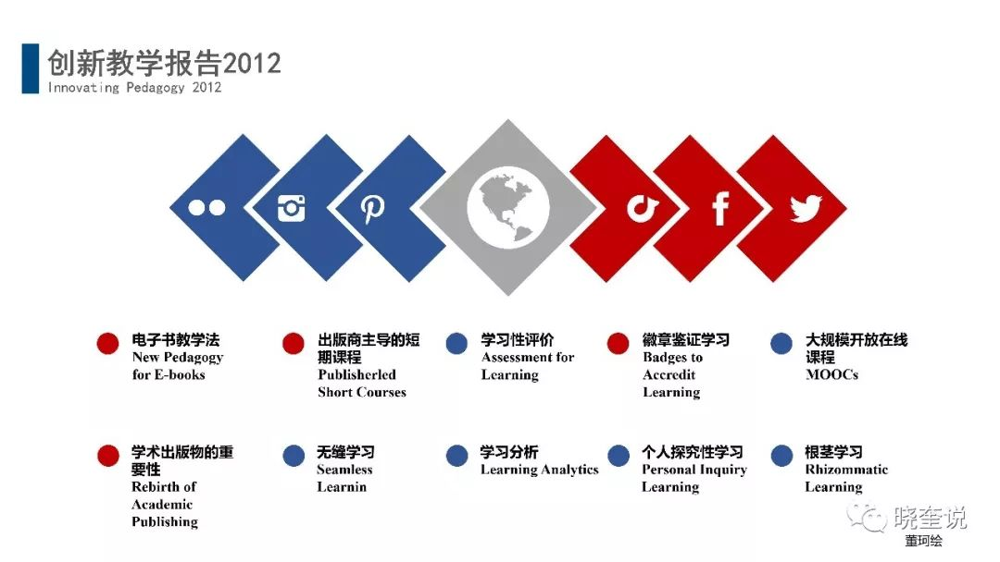 创新教学报告2012
Innovating Pedagogy 2012
电子书教学法
New Pedagogy
for E-books
出版商主导的短
期课程
Publisherled
Short Courses
学习性评价
Assessment for
Learning
徽章鉴证学习
Badges to
Accredit
Learning
大规模开放在线
课程
MOOCs
学术出版物的重
要性
Rebirth of
Academic
Publishing
无缝学习
Seamless
Learnin
学习分析
Learning Analytics
个人探究性学习
Personal Inquiry
Learning
根茎学习
Rhizommatic
Learning
晓奎说
董珂绘